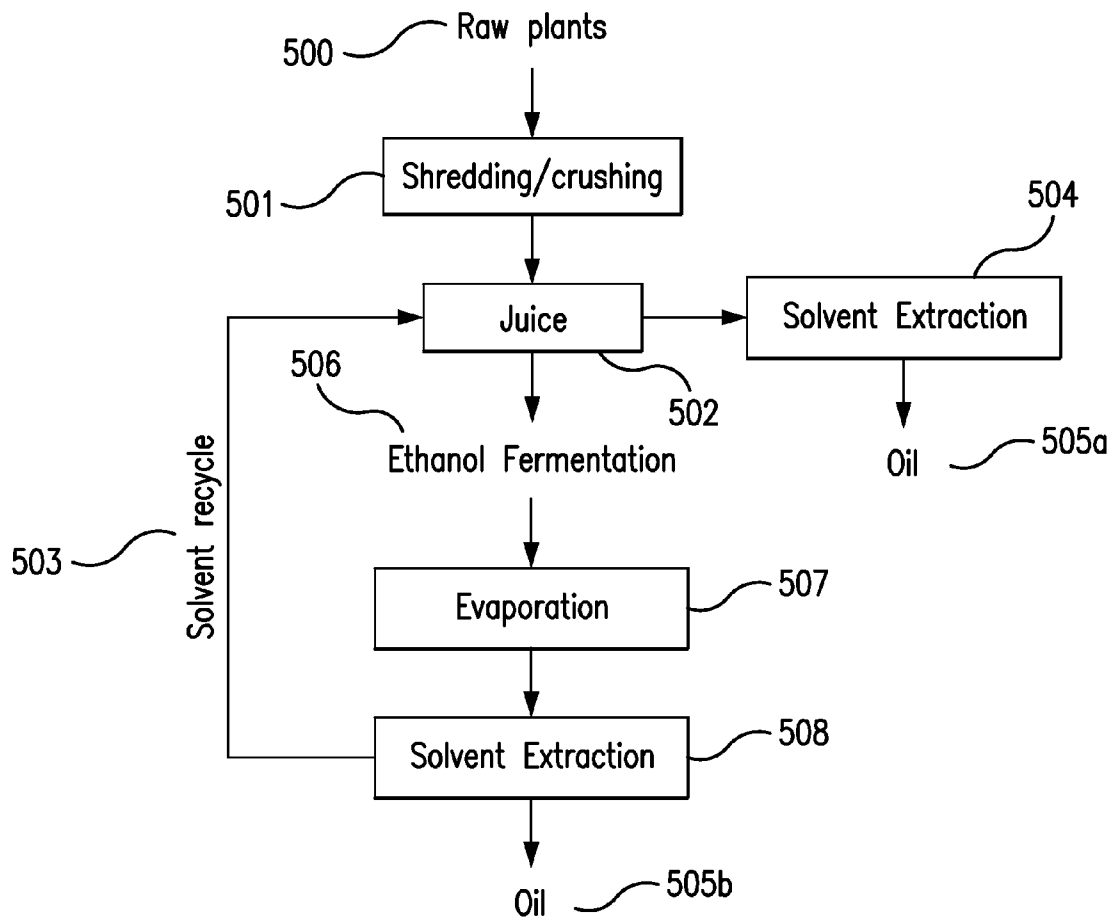 500
Raw plants
501
Shredding/crushing
504
Juice
Solvent Extraction
502
506
Ethanol Fermentation
Oil
505a
503
Solvent recycle
Evaporation
507
Solvent Extraction
508
Oil
505b